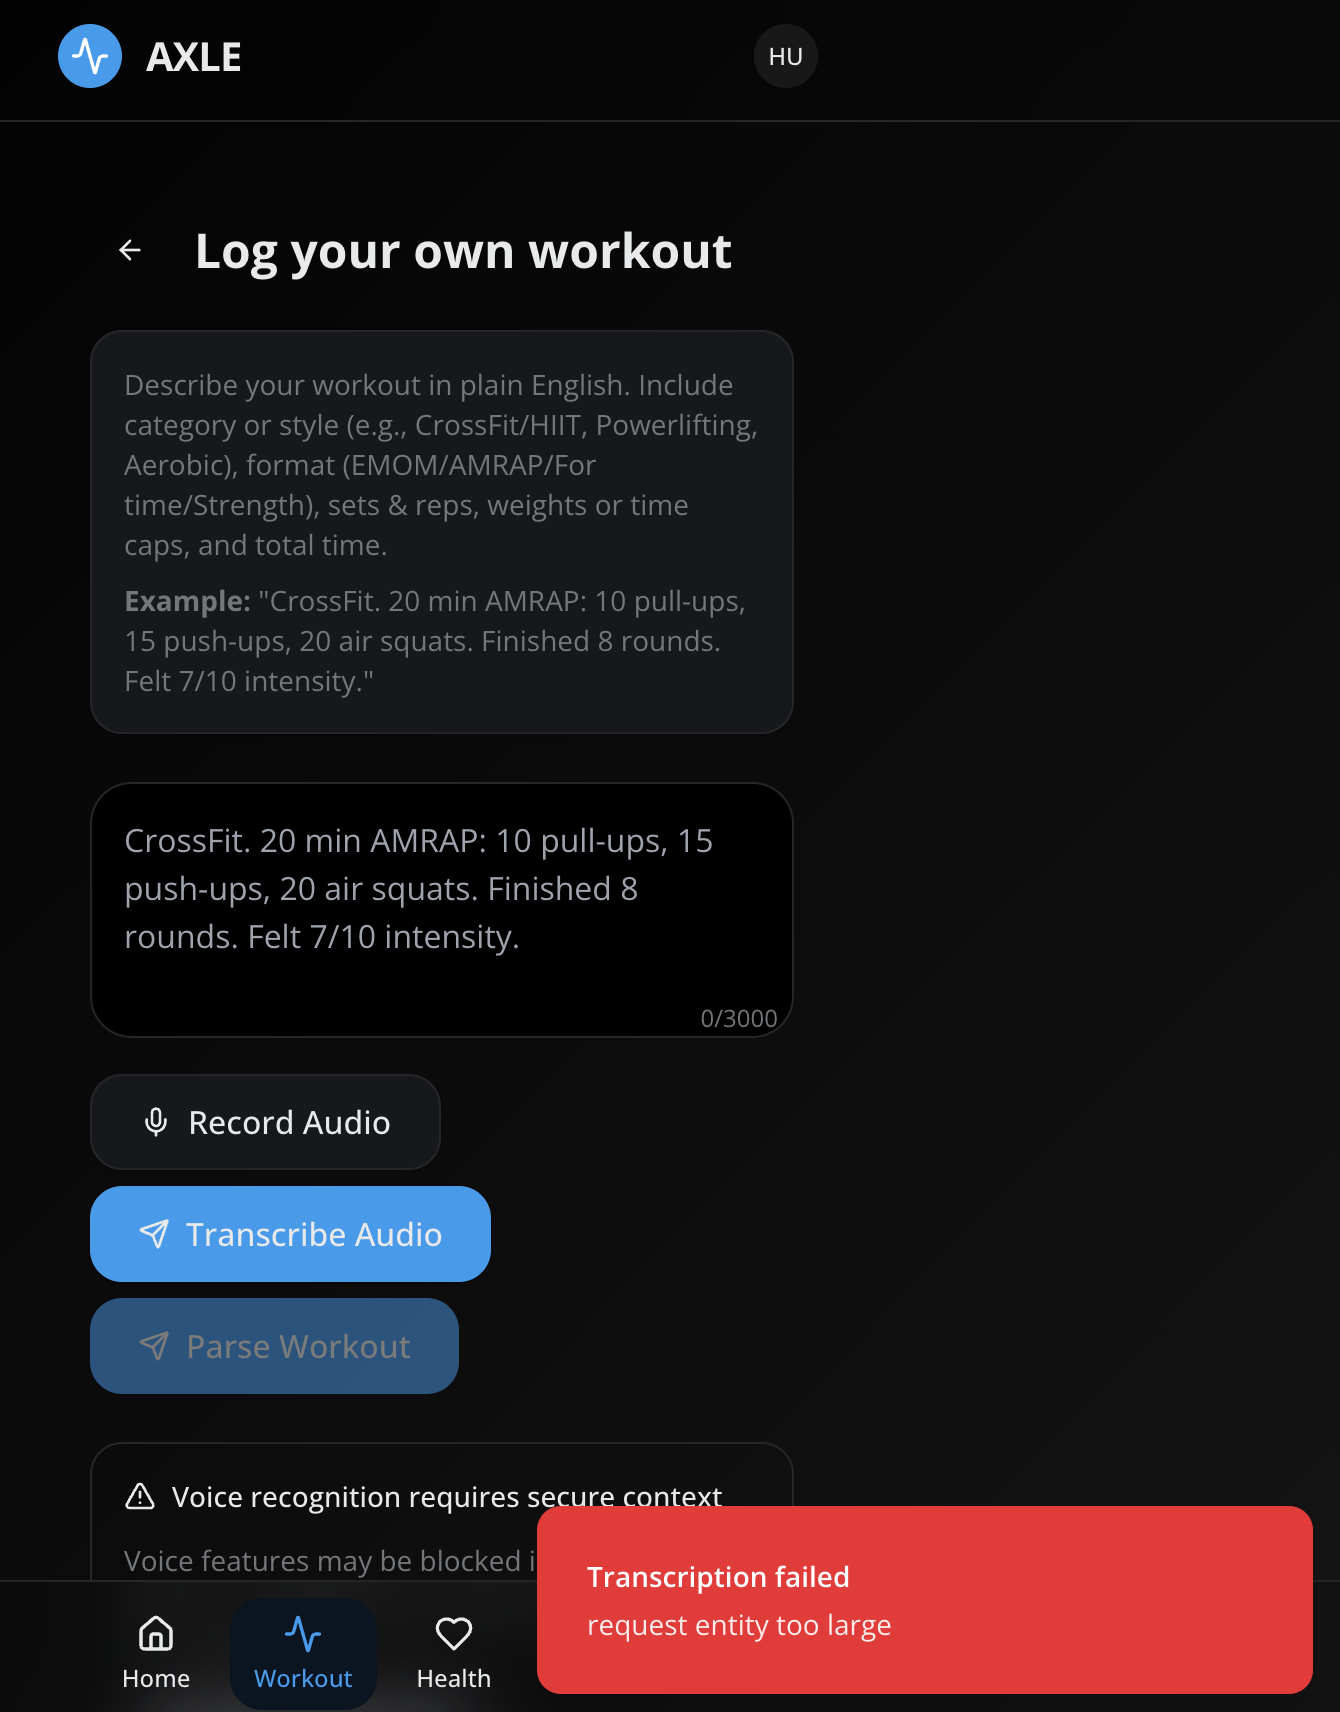 AXLE
HU
Log your own workout
Describe your workout in plain English. Include
category or style (e.g., CrossFit/HIIT, Powerlifting,
Aerobic), format (EMOM/AMRAP/For
time/Strength), sets & reps, weights or time
caps, and total time.
Example: "CrossFit. 20 min AMRAP: 10 pull-ups,
15 push-ups, 20 air squats. Finished 8 rounds.
Felt 7/10 intensity."
CrossFit. 20 min AMRAP: 10 pull-ups, 15
push-ups, 20 air squats. Finished 8
rounds. Felt 7/10 intensity.
0/3000
Record Audio
Transcribe Audio
Parse Workout
Voice recognition requires secure context
Voice features may be blocked
Transcription failed
request entity too large
Home
Workout
Health